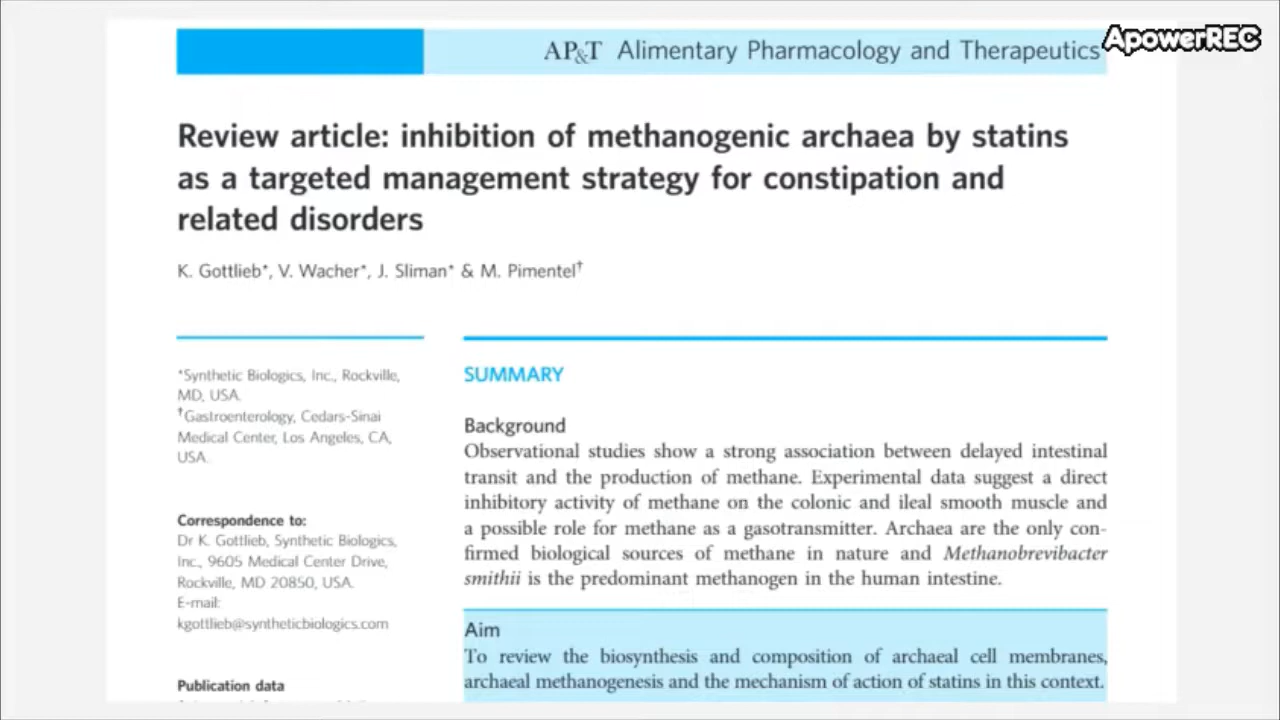 AP&T Alimentary Pharmacology and Therapeutics
ApowerREC
Review article: inhibition of methanogenic archaea by statins
as a targeted management strategy for constipation and
related disorders
K. Gottlieb*, V. Wacher*, J. Sliman* & M. Pimentel†
*Synthetic Biologics, Inc., Rockville,
MD, USA.
†Gastroenterology, Cedars-Sinai
Medical Center, Los Angeles, CA,
USA.
Correspondence to:
Dr K. Gottlieb, Synthetic Biologics,
Inc., 9605 Medical Center Drive,
Rockville, MD 20850, USA.
E-mail:
kgottlieb@syntheticbiologics.com
Publication data
SUMMARY
Background
Observational studies show a strong association between delayed intestinal
transit and the production of methane. Experimental data suggest a direct
inhibitory activity of methane on the colonic and ileal smooth muscle and
a possible role for methane as a gasotransmitter. Archaea are the only con-
firmed biological sources of methane in nature and Methanobrevibacter
smithii is the predominant methanogen in the human intestine.
Aim
To review the biosynthesis and composition of archaeal cell membranes,
archaeal methanogenesis and the mechanism of action of statins in this context.